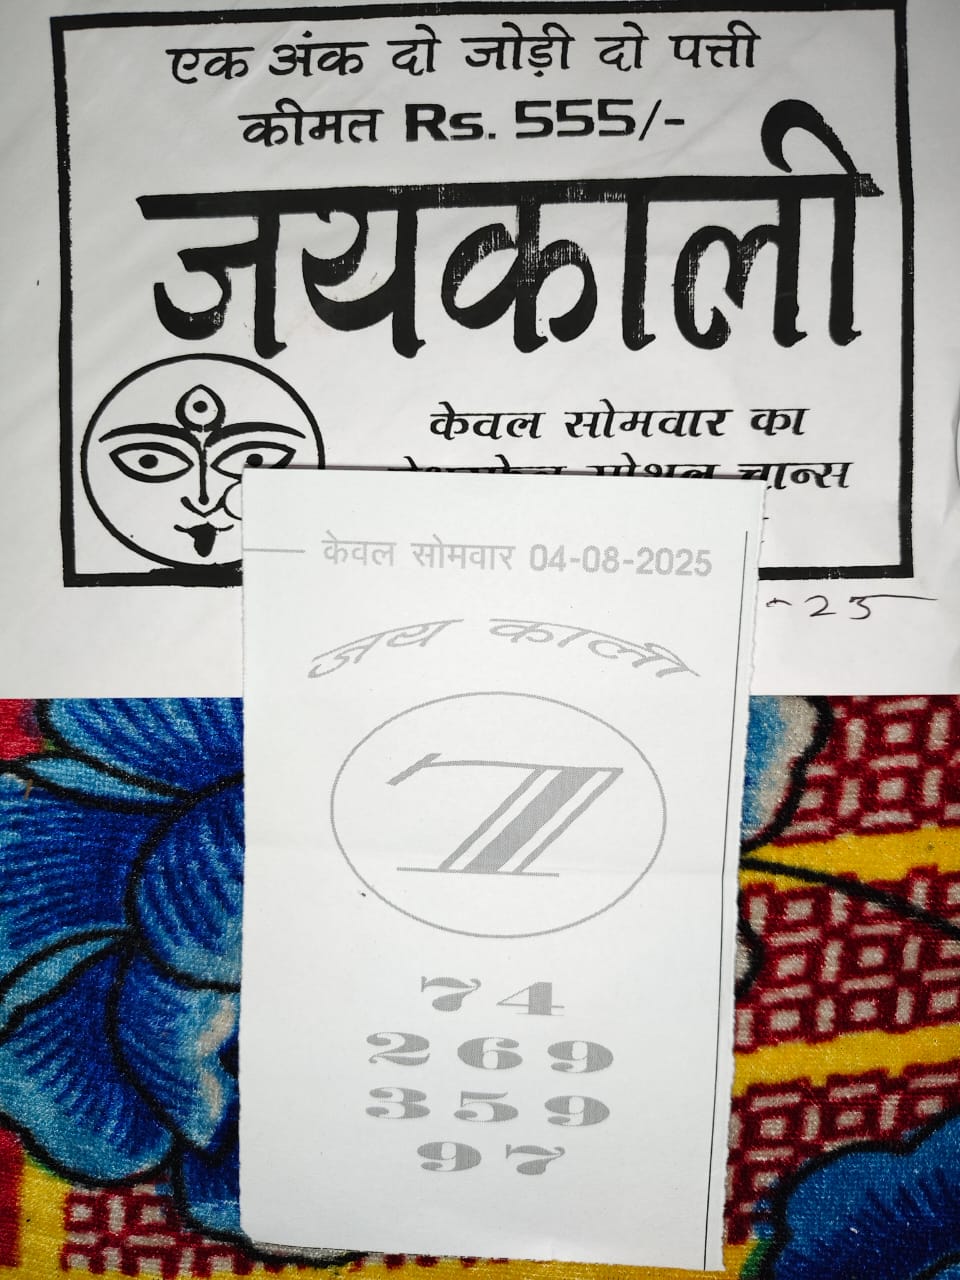 एक अंक दो जोड़ी दो पत्ती
कीमत Rs. 555/-
जयकाली
केवल सोमवार का
चान्स
-25
केवल सोमवार 04-08-2025
जय काली
7
74
269
359
97